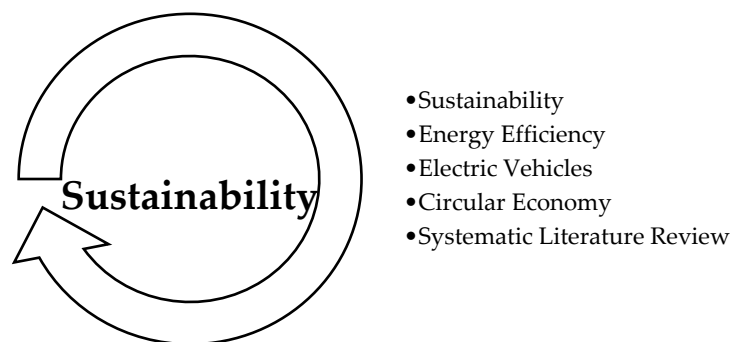 Sustainability
•Sustainability
•Energy Efficiency
•Electric Vehicles
•Circular Economy
•Systematic Literature Review